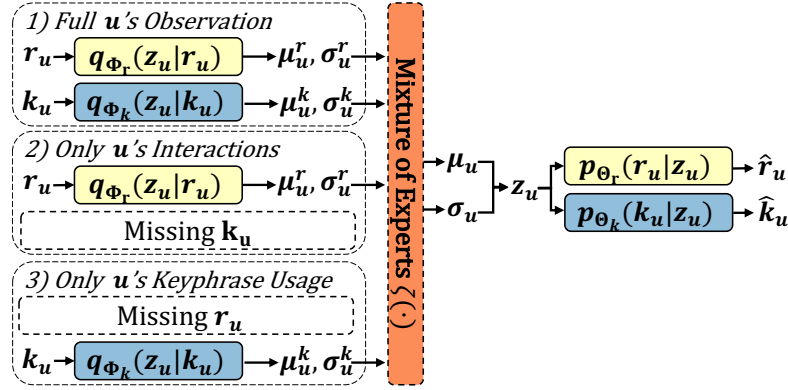 1) Full u's Observation
r_u q_Φr(z_u|r_u) μ_u^r, σ_u^r
k_u q_Φk(z_u|k_u) μ_u^k, σ_u^k
2) Only u's Interactions
r_u q_Φr(z_u|r_u) μ_u^r, σ_u^r
Missing k_u
3) Only u's Keyphrase Usage
Missing r_u
k_u q_Φk(z_u|k_u) μ_u^k, σ_u^k
Mixture of Experts ζ(·)
μ_u
σ_u
z_u
p_Θr(r_u|z_u) r̂_u
p_Θk(k_u|z_u) k̂_u